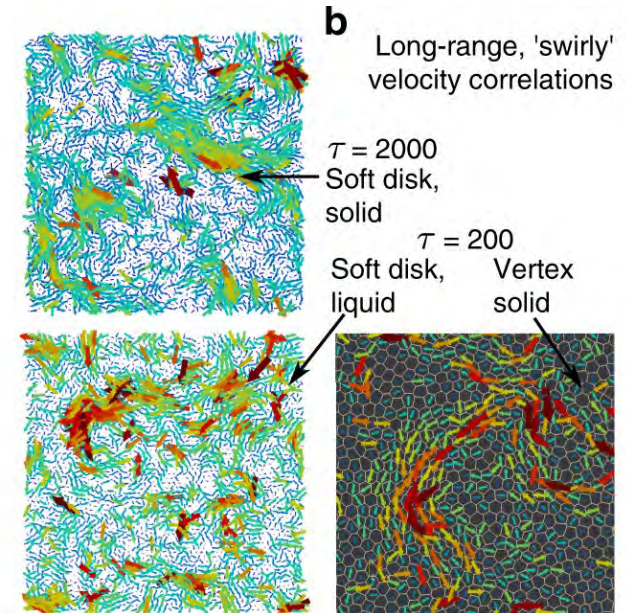 b
Long-range, 'swirly'
velocity correlations
τ = 2000
Soft disk,
solid
τ = 200
Soft disk,
liquid
Vertex
solid